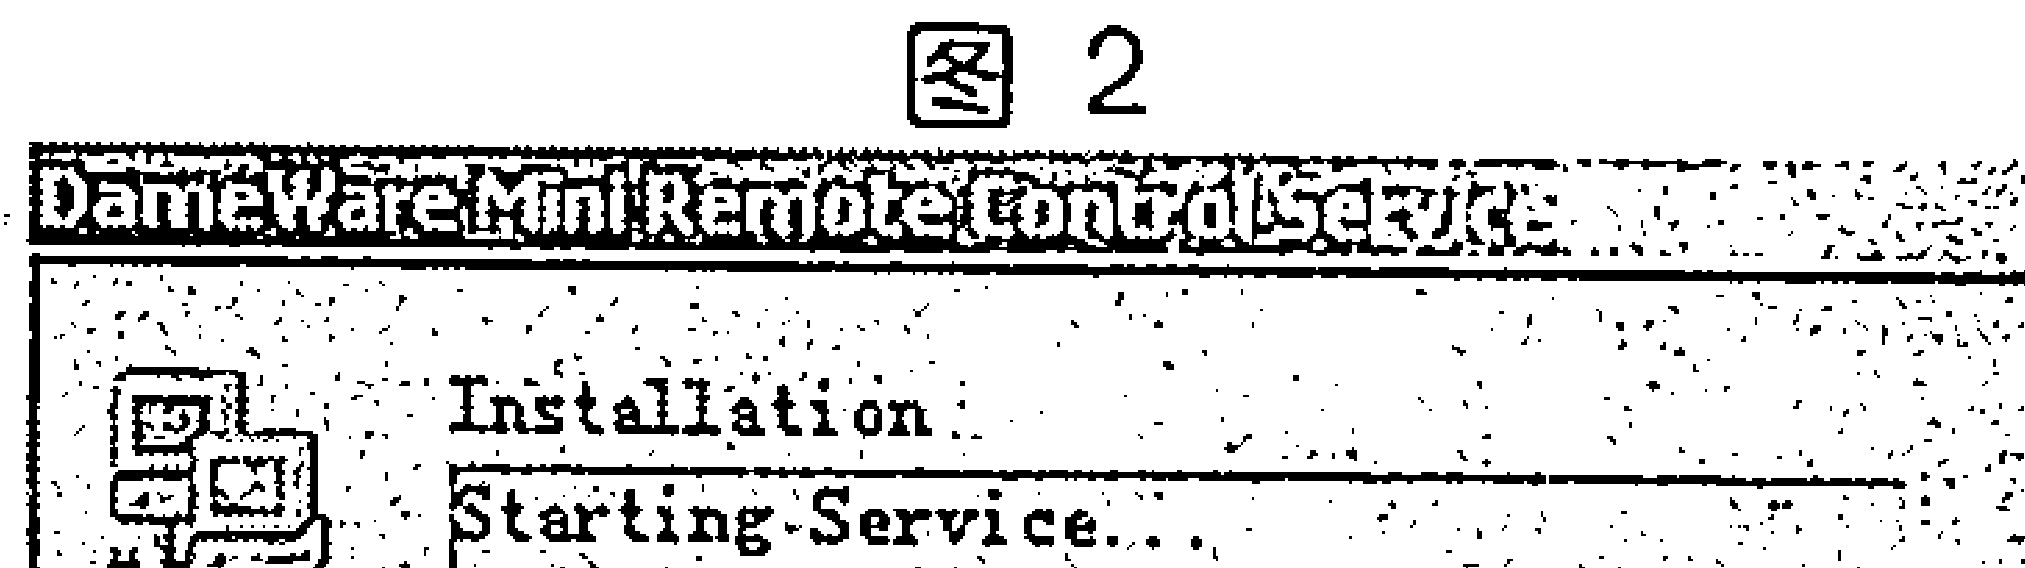 图 2
DameWare Mini Remote Control Service
Installation
Starting Service...